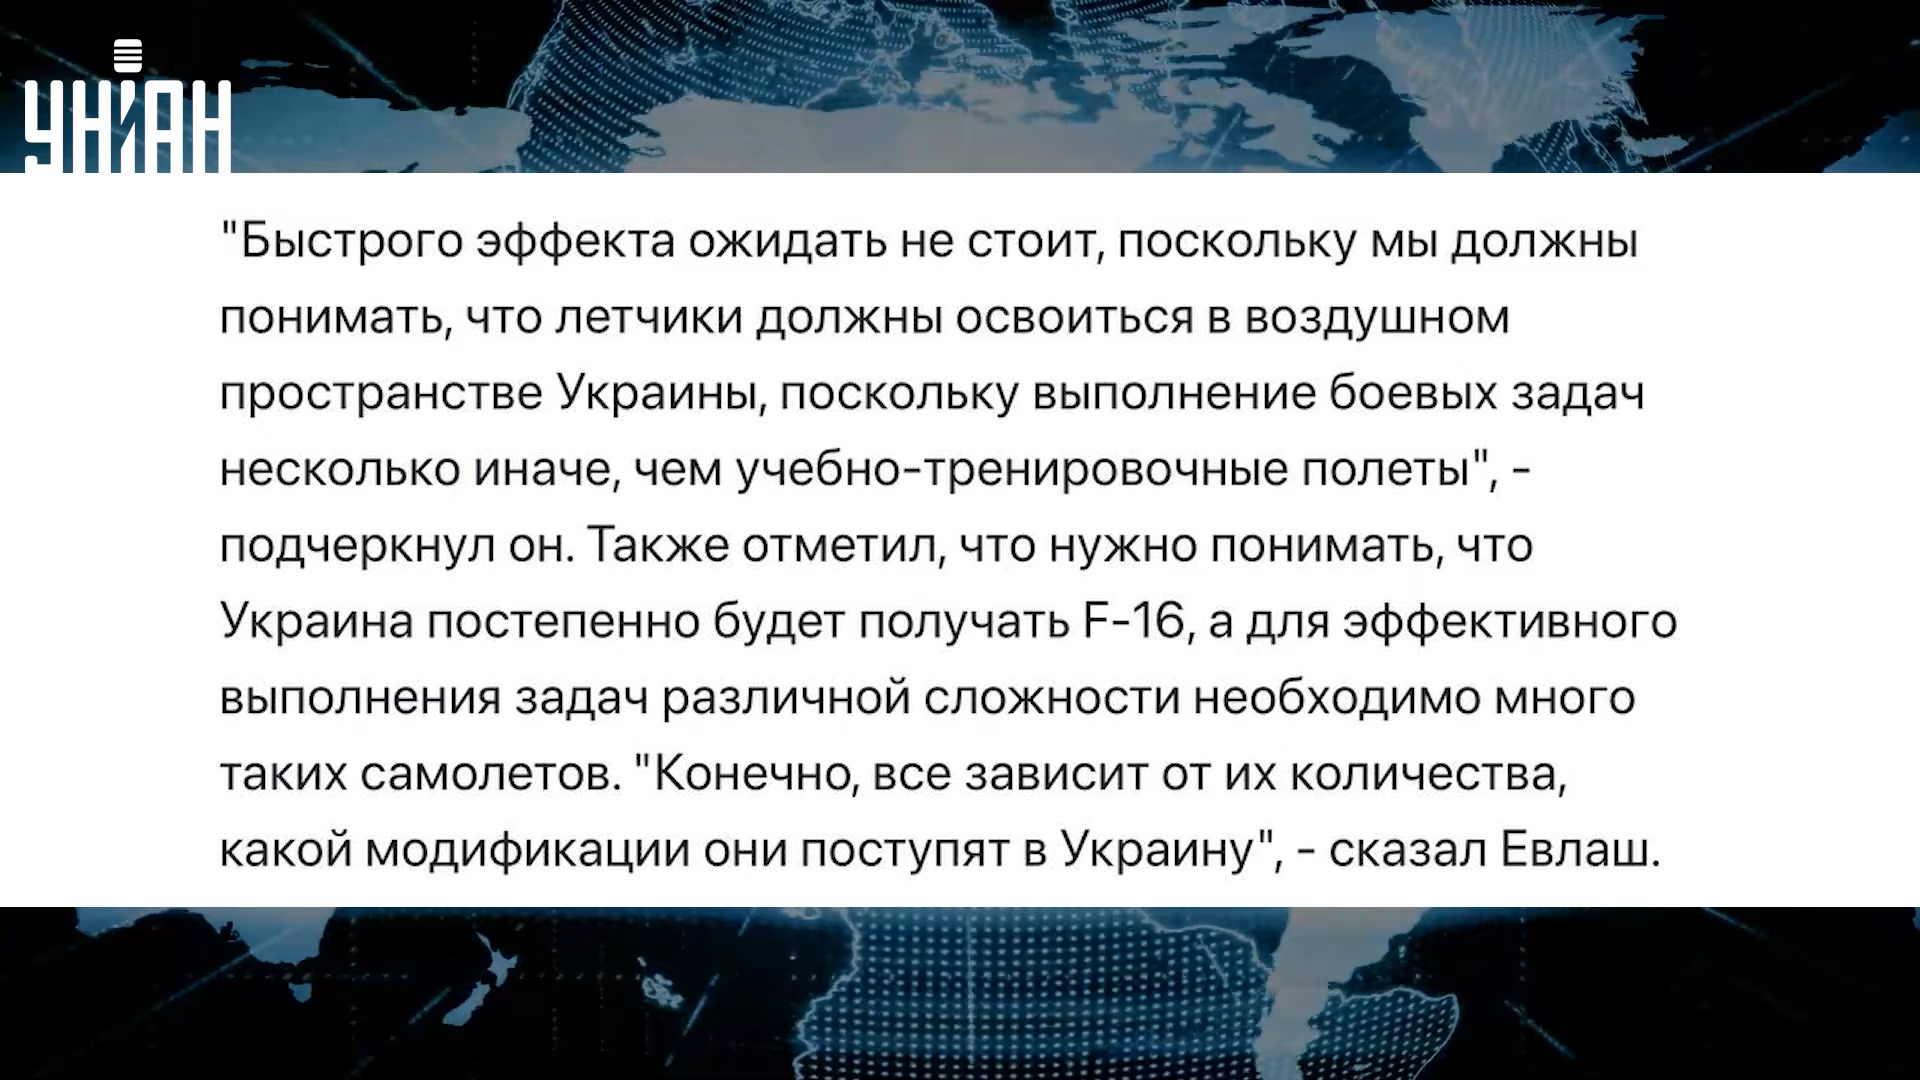 УНІАН
"Быстрого эффекта ожидать не стоит, поскольку мы должны
понимать, что летчики должны освоиться в воздушном
пространстве Украины, поскольку выполнение боевых задач
несколько иначе, чем учебно-тренировочные полеты", -
подчеркнул он. Также отметил, что нужно понимать, что
Украина постепенно будет получать F-16, а для эффективного
выполнения задач различной сложности необходимо много
таких самолетов. "Конечно, все зависит от их количества,
какой модификации они поступят в Украину", - сказал Евлаш.